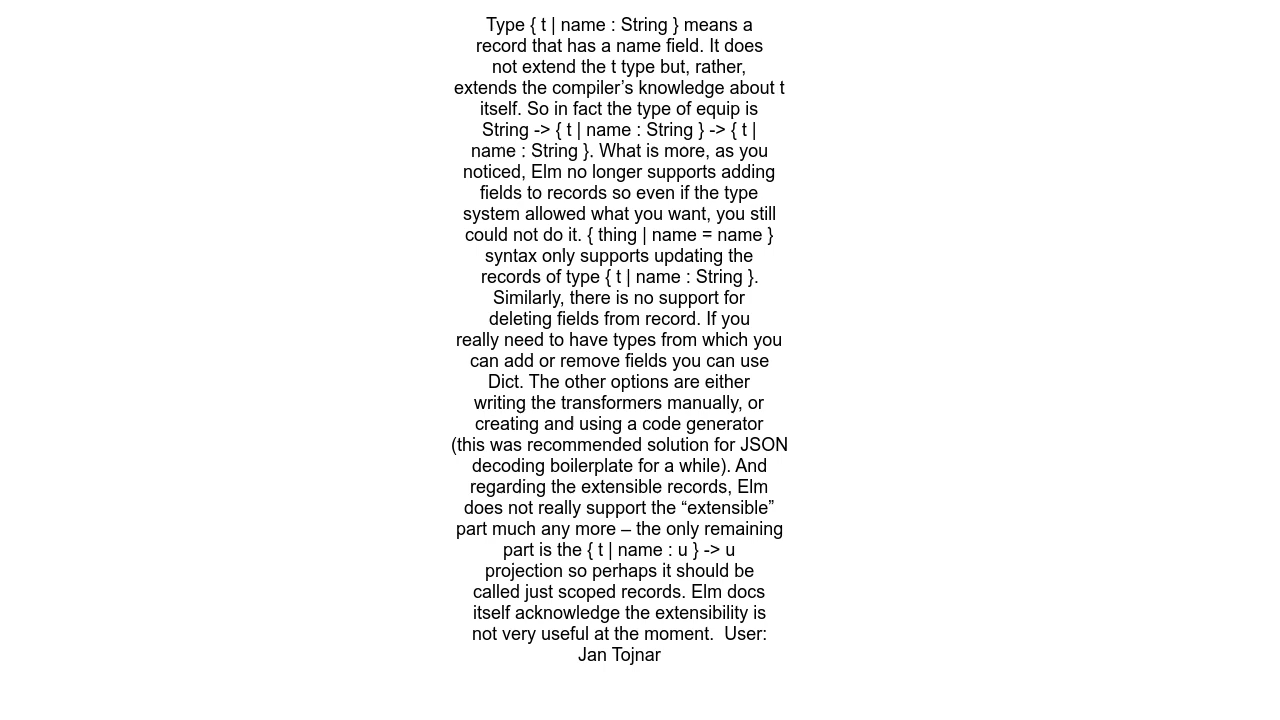 Type { t | name : String } means a
record that has a name field. It does
not extend the t type but, rather,
extends the compiler’s knowledge about t
itself. So in fact the type of equip is
String -> { t | name : String } -> { t |
name : String }. What is more, as you
noticed, Elm no longer supports adding
fields to records so even if the type
system allowed what you want, you still
could not do it. { thing | name = name }
syntax only supports updating the
records of type { t | name : String }.
Similarly, there is no support for
deleting fields from record. If you
really need to have types from which you
can add or remove fields you can use
Dict. The other options are either
writing the transformers manually, or
creating and using a code generator
(this was recommended solution for JSON
decoding boilerplate for a while). And
regarding the extensible records, Elm
does not really support the “extensible”
part much any more – the only remaining
part is the { t | name : u } -> u
projection so perhaps it should be
called just scoped records. Elm docs
itself acknowledge the extensibility is
not very useful at the moment.  User:
Jan Tojnar